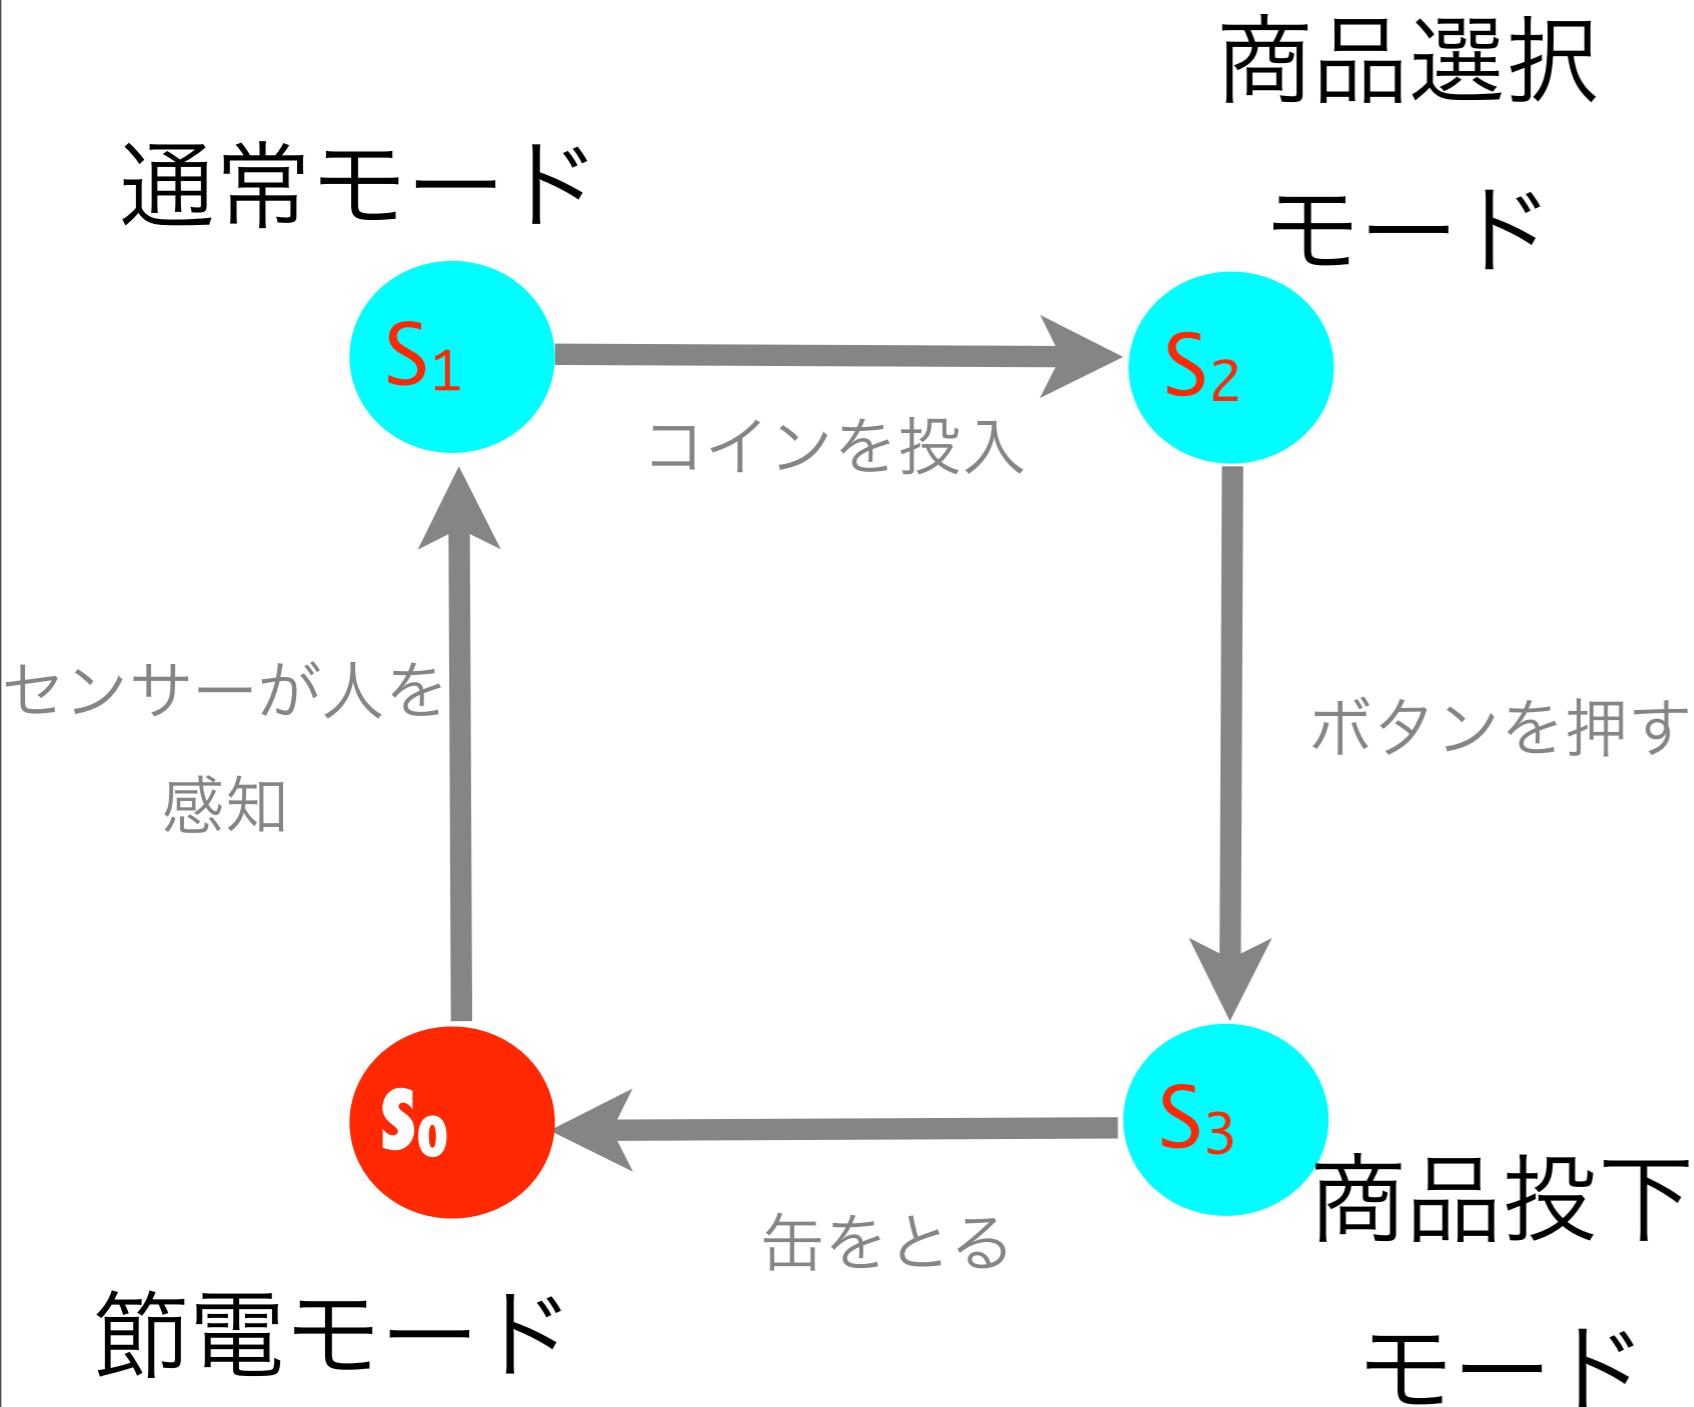 商品選択
モード
通常モード
S1
S2
コインを投入
センサーが人を
感知
ボタンを押す
S0
S3
缶をとる
商品投下
モード
節電モード